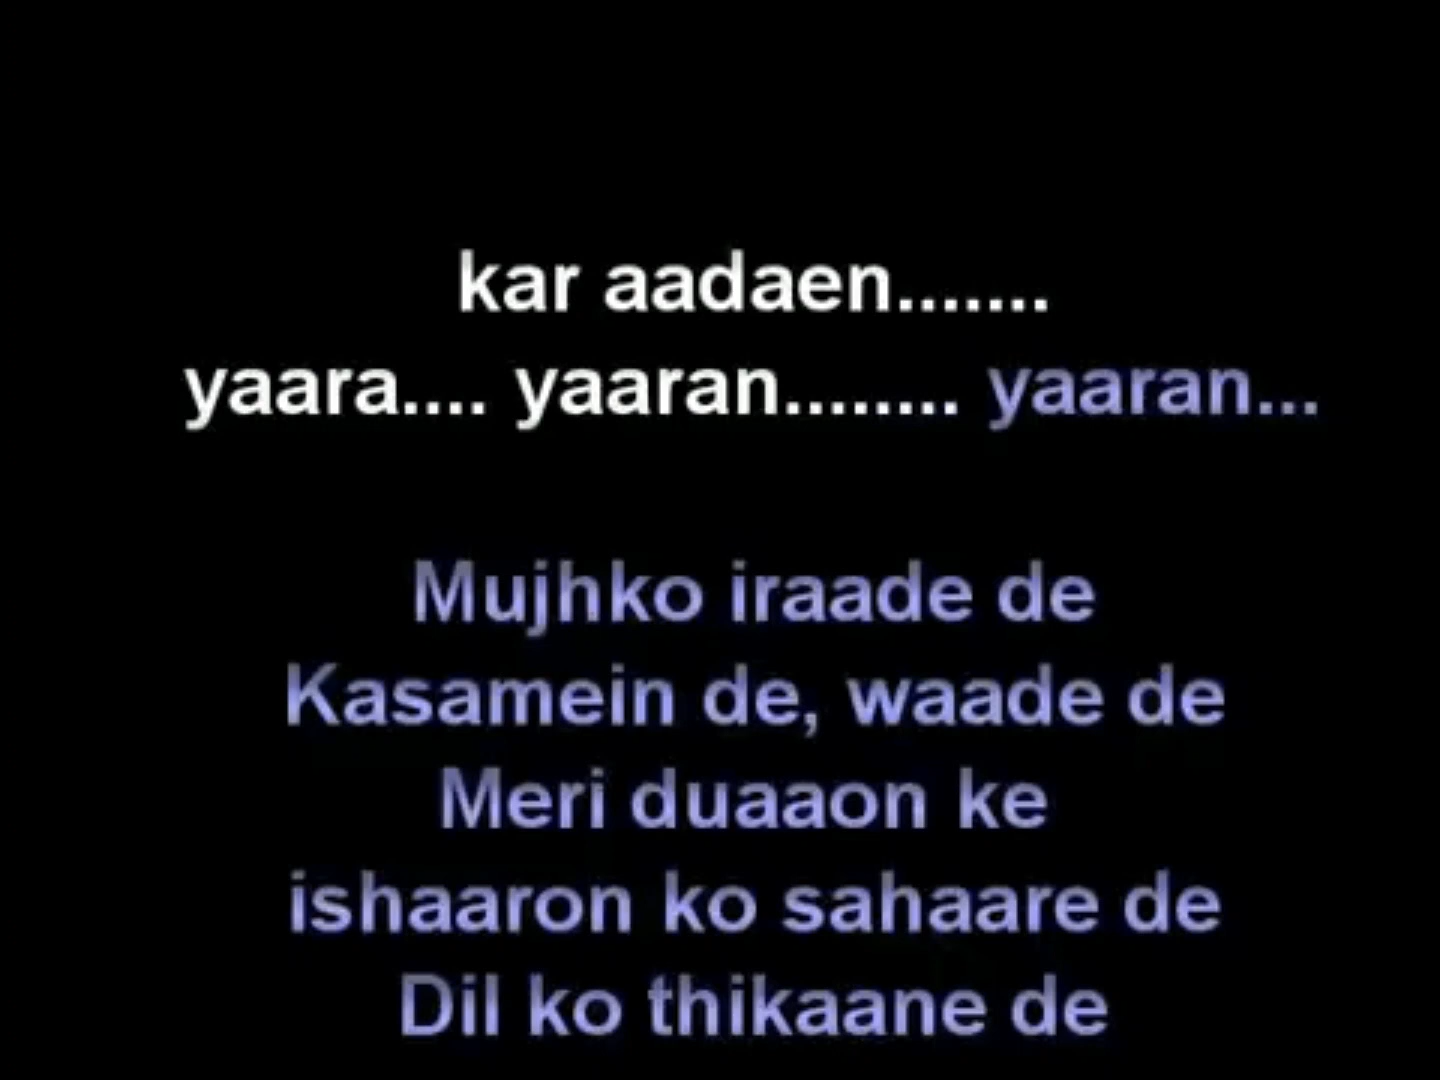 kar aadaen.......
yaara.... yaaran........ yaaran...
Mujhko iraade de
Kasamein de, waade de
Meri duaaon ke
ishaaron ko sahaare de
Dil ko thikaane de